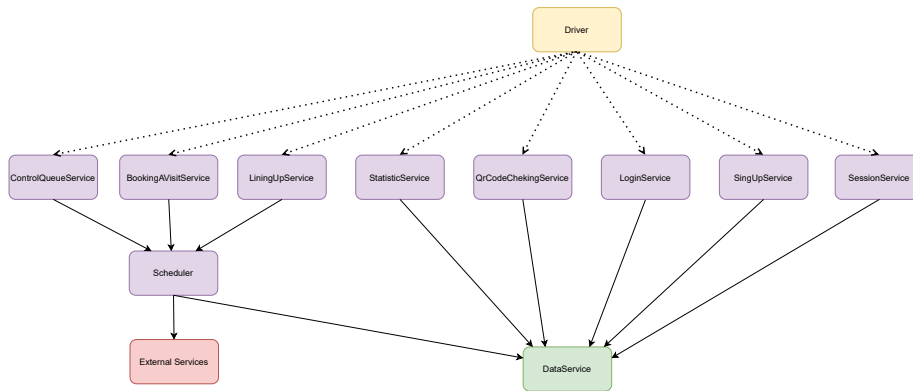 Driver
ControlQueueService
BookingAVisitService
LiningUpService
StatisticService
QrCodeChekingService
LoginService
SingUpService
SessionService
Scheduler
External Services
DataService